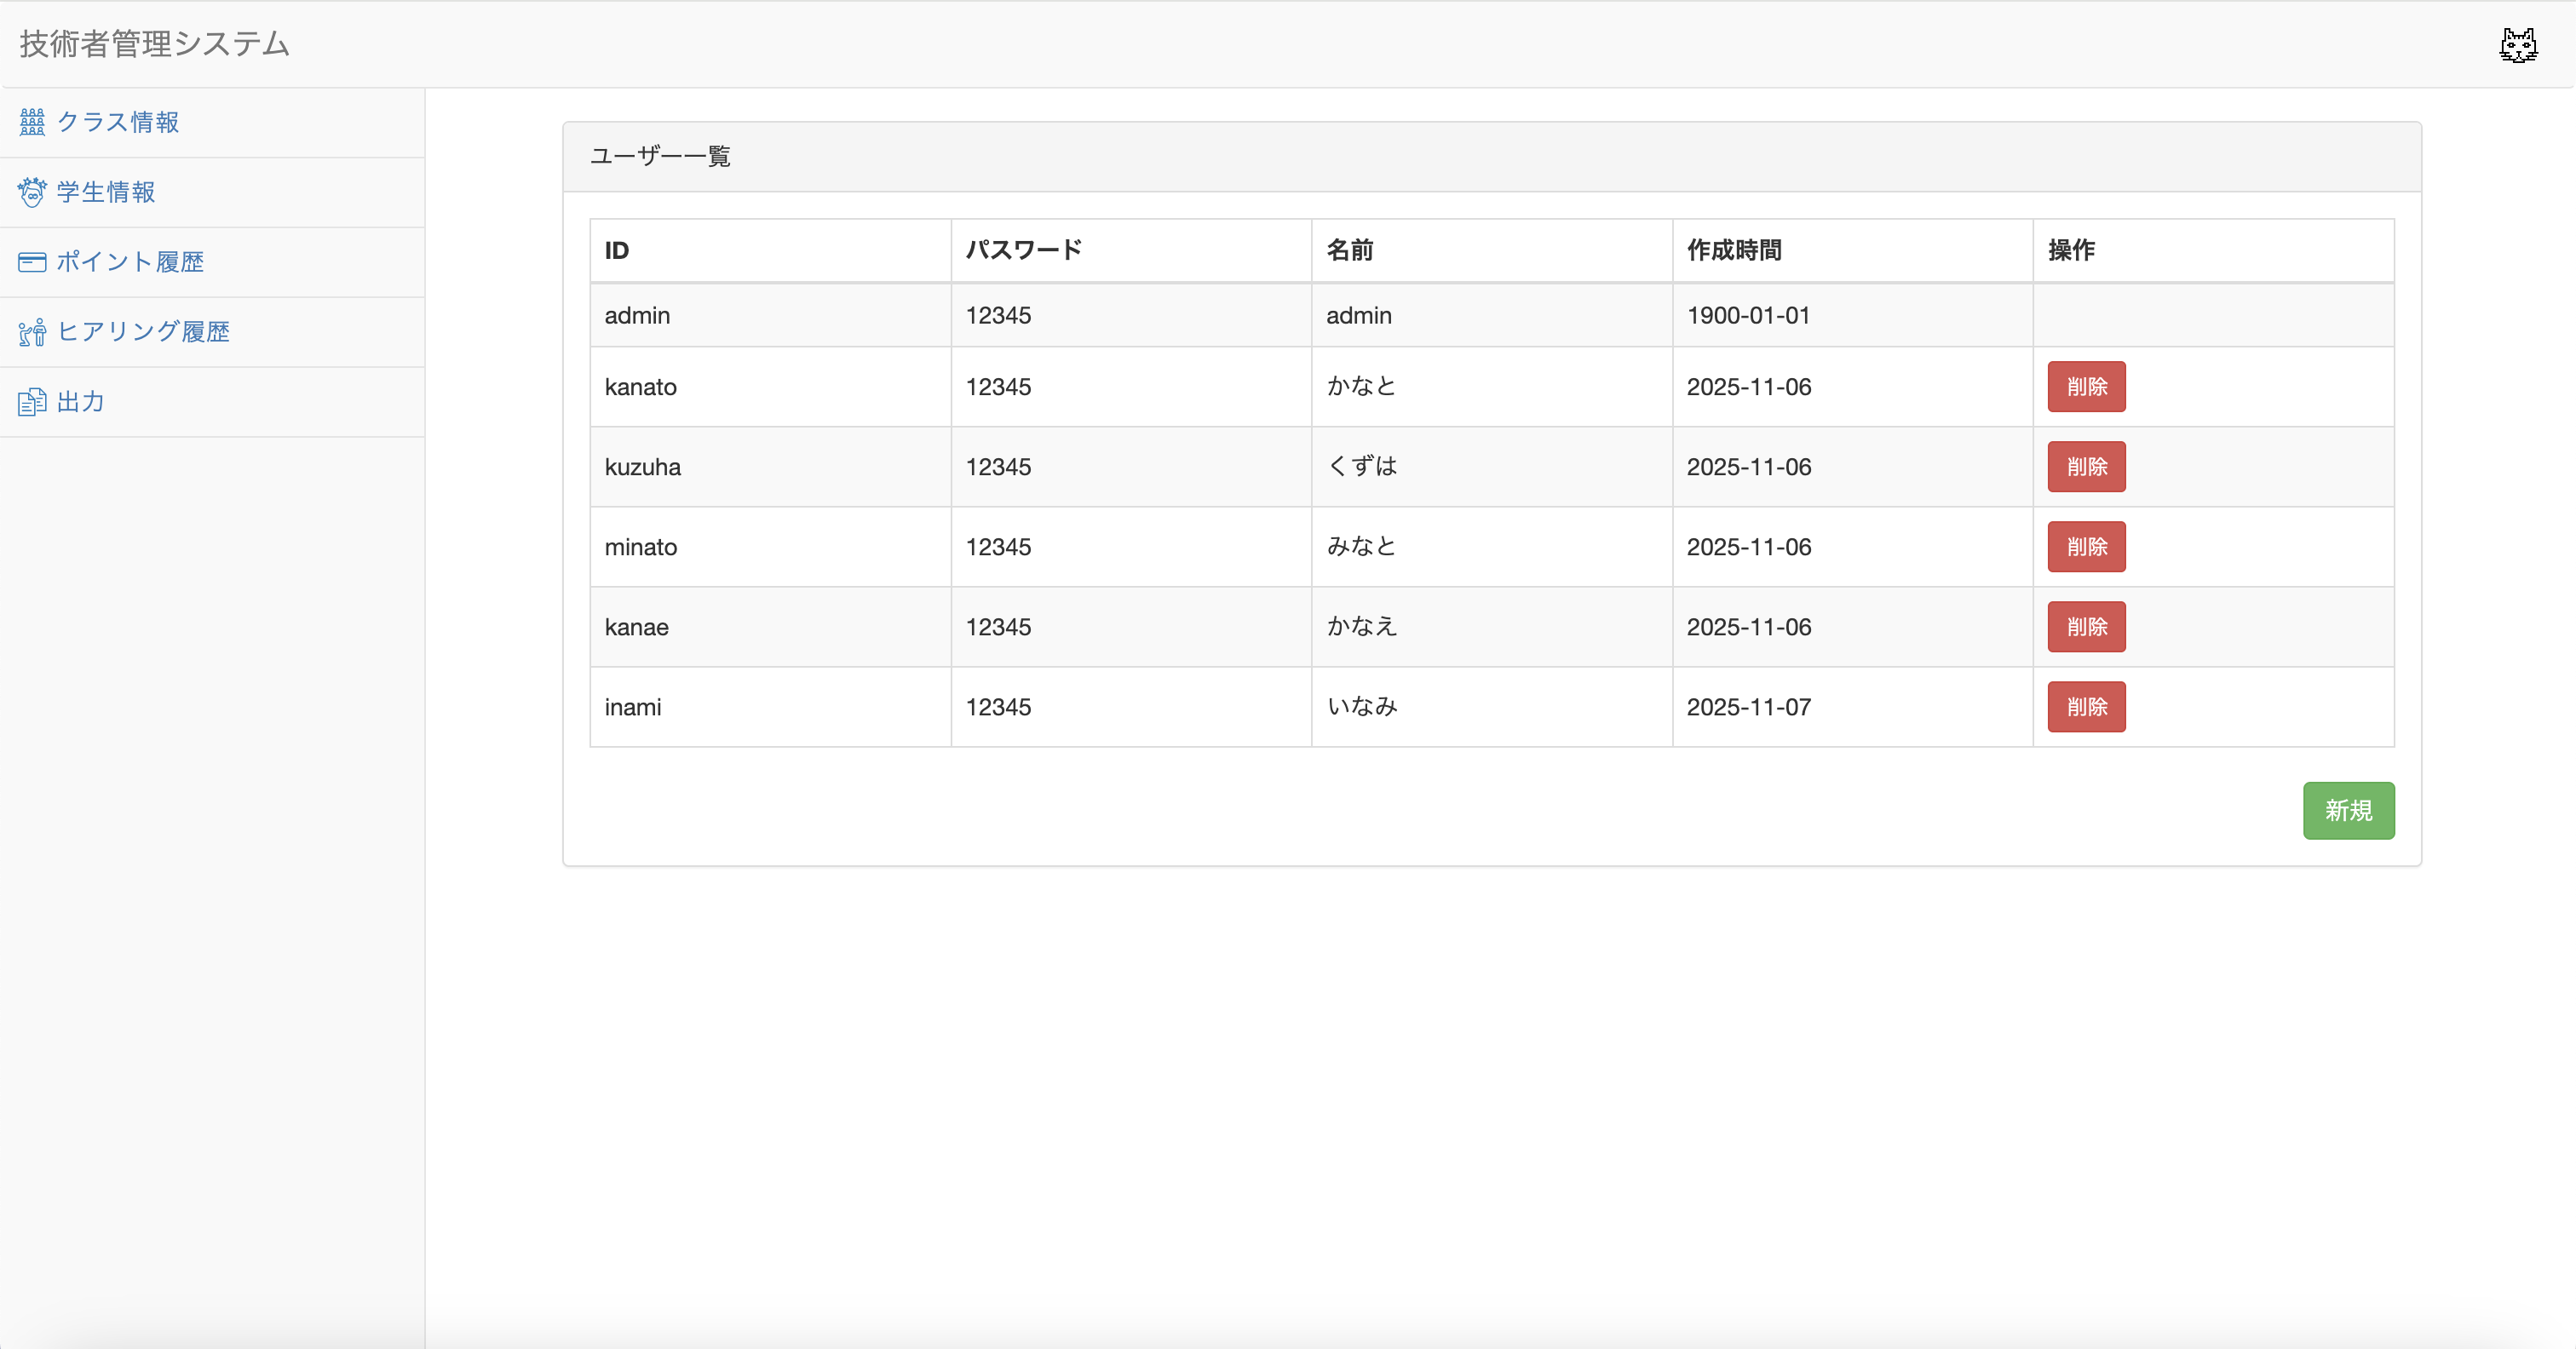 技術者管理システム
クラス情報
学生情報
ポイント履歴
ヒアリング履歴
出力
ユーザー一覧
ID パスワード 名前 作成時間 操作
admin 12345 admin 1900-01-01
kanato 12345 かなと 2025-11-06 削除
kuzuha 12345 くずは 2025-11-06 削除
minato 12345 みなと 2025-11-06 削除
kanae 12345 かなえ 2025-11-06 削除
inami 12345 いなみ 2025-11-07 削除
新規